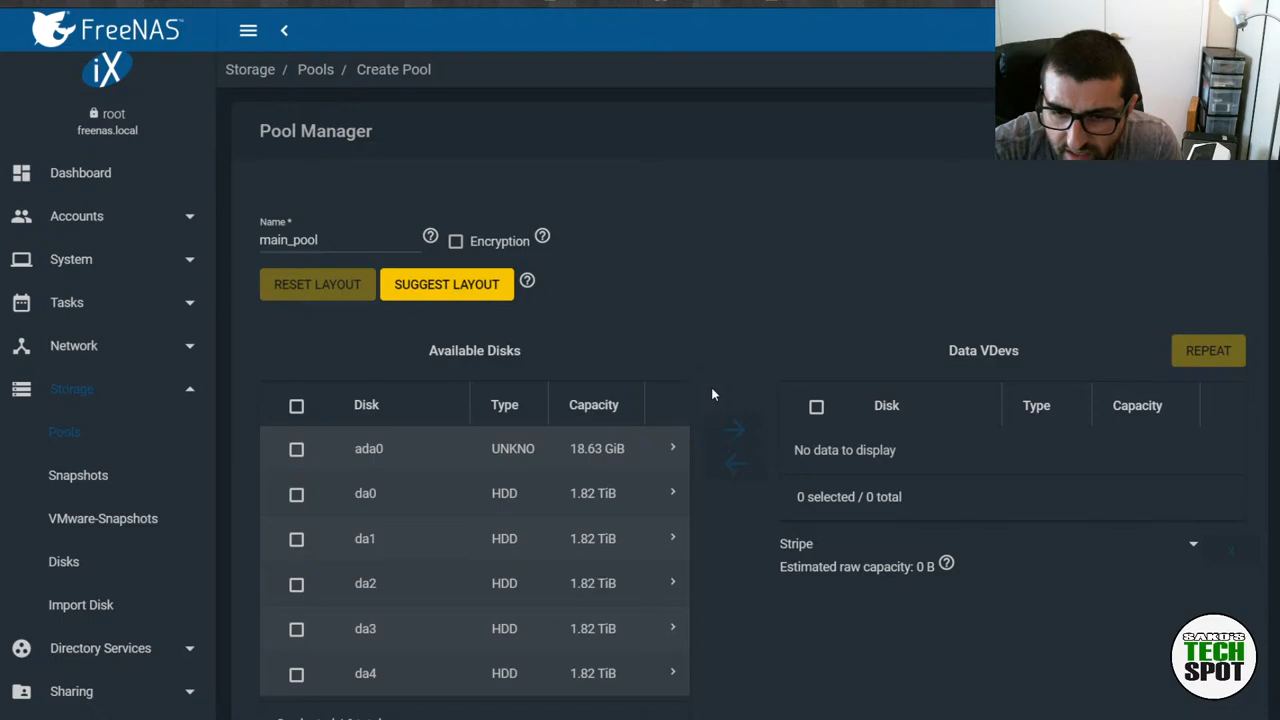 FreeNAS
iX
root
freenas.local
Dashboard
Accounts
System
Tasks
Network
Storage
Pools
Snapshots
VMware-Snapshots
Disks
Import Disk
Directory Services
Sharing
Storage / Pools / Create Pool
Pool Manager
Name *
main_pool ? Encryption ?
RESET LAYOUT SUGGEST LAYOUT ?
Available Disks
Disk Type Capacity
ada0 UNKNO 18.63 GiB
da0 HDD 1.82 TiB
da1 HDD 1.82 TiB
da2 HDD 1.82 TiB
da3 HDD 1.82 TiB
da4 HDD 1.82 TiB
Data VDevs REPEAT
Disk Type Capacity
No data to display
0 selected / 0 total
Stripe
X
Estimated raw capacity: 0 B ?
SAKO'S
TECH
SPOT